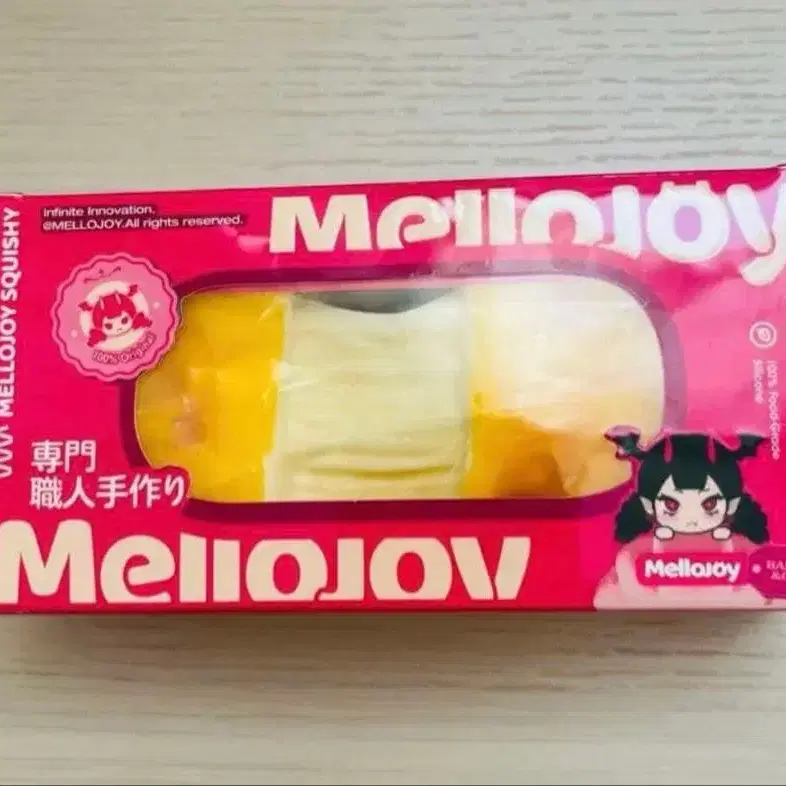 Infinite Innovation,
@MELLOJOY.All rights reserved.
Mellojoy
MELLOJOY SQUISHY
100% Original
100% Food-Grade
Silicone
専門
職人手作り
Mellojoy
Mellojoy